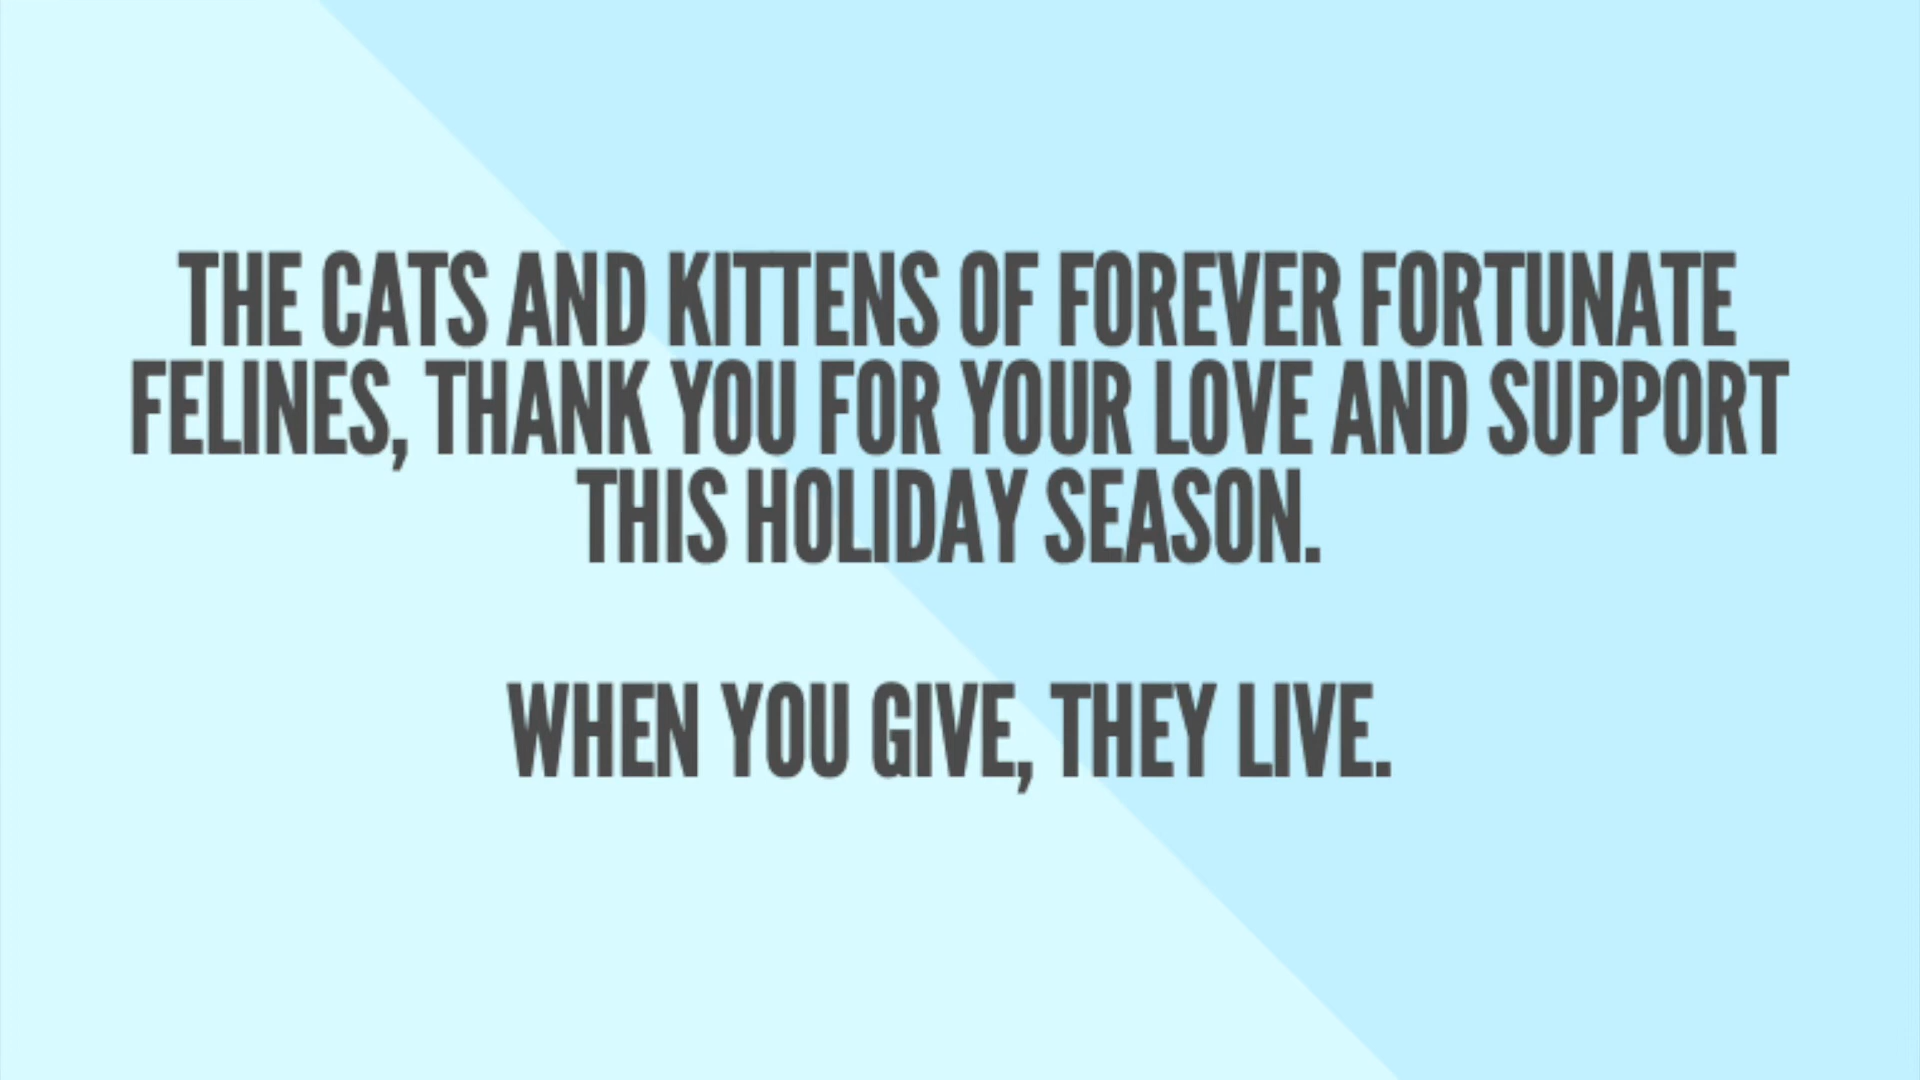 THE CATS AND KITTENS OF FOREVER FORTUNATE
FELINES, THANK YOU FOR YOUR LOVE AND SUPPORT
THIS HOLIDAY SEASON.
WHEN YOU GIVE, THEY LIVE.